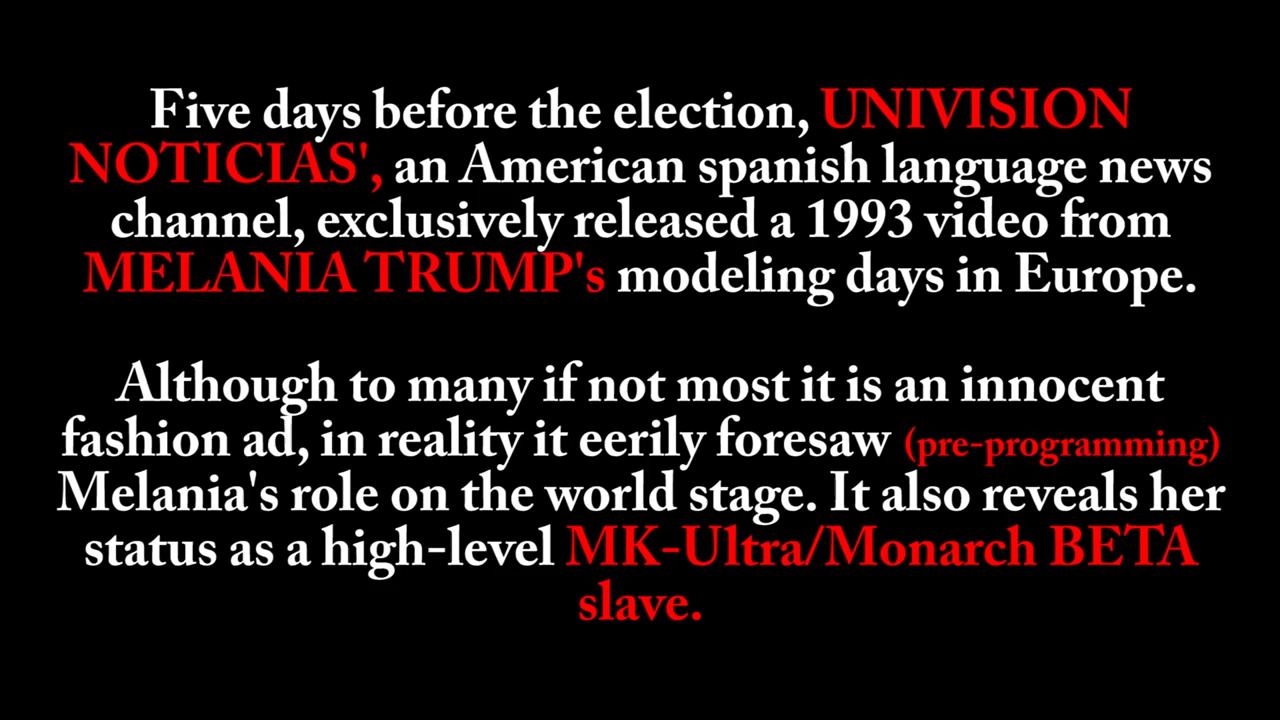 Five days before the election, UNIVISION
NOTICIAS', an American spanish language news
channel, exclusively released a 1993 video from
MELANIA TRUMP's modeling days in Europe.
Although to many if not most it is an innocent
fashion ad, in reality it eerily foresaw (pre-programming)
Melania's role on the world stage. It also reveals her
status as a high-level MK-Ultra/Monarch BETA
slave.